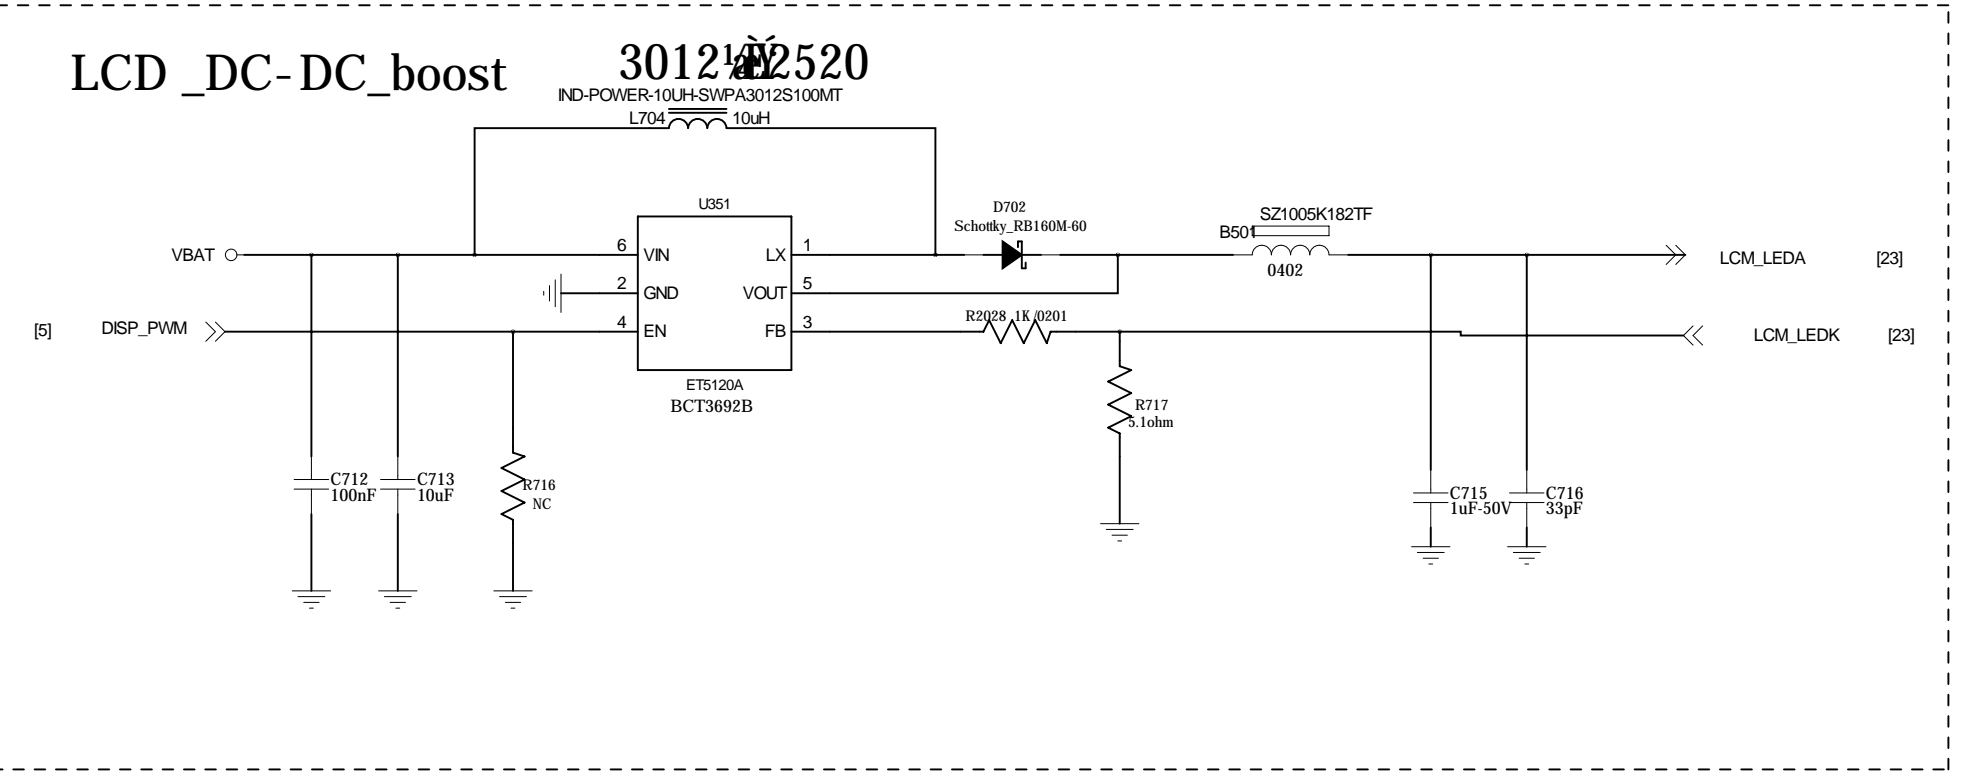 LCD _DC-DC_boost
3012½æÈÝ2520
IND-POWER-10UH-SWPA3012S100MT
L704 10uH
U351
D702
Schottky_RB160M-60
SZ1005K182TF
B501
0402
VBAT
6 VIN
LX 1
LCM_LEDA [23]
2 GND
VOUT 5
[5] DISP_PWM
4 EN
FB 3
R2028 1K/0201
LCM_LEDK [23]
ET5120A
BCT3692B
R717
5.1ohm
C712
100nF
C713
10uF
R716
NC
C715
1uF-50V
C716
33pF